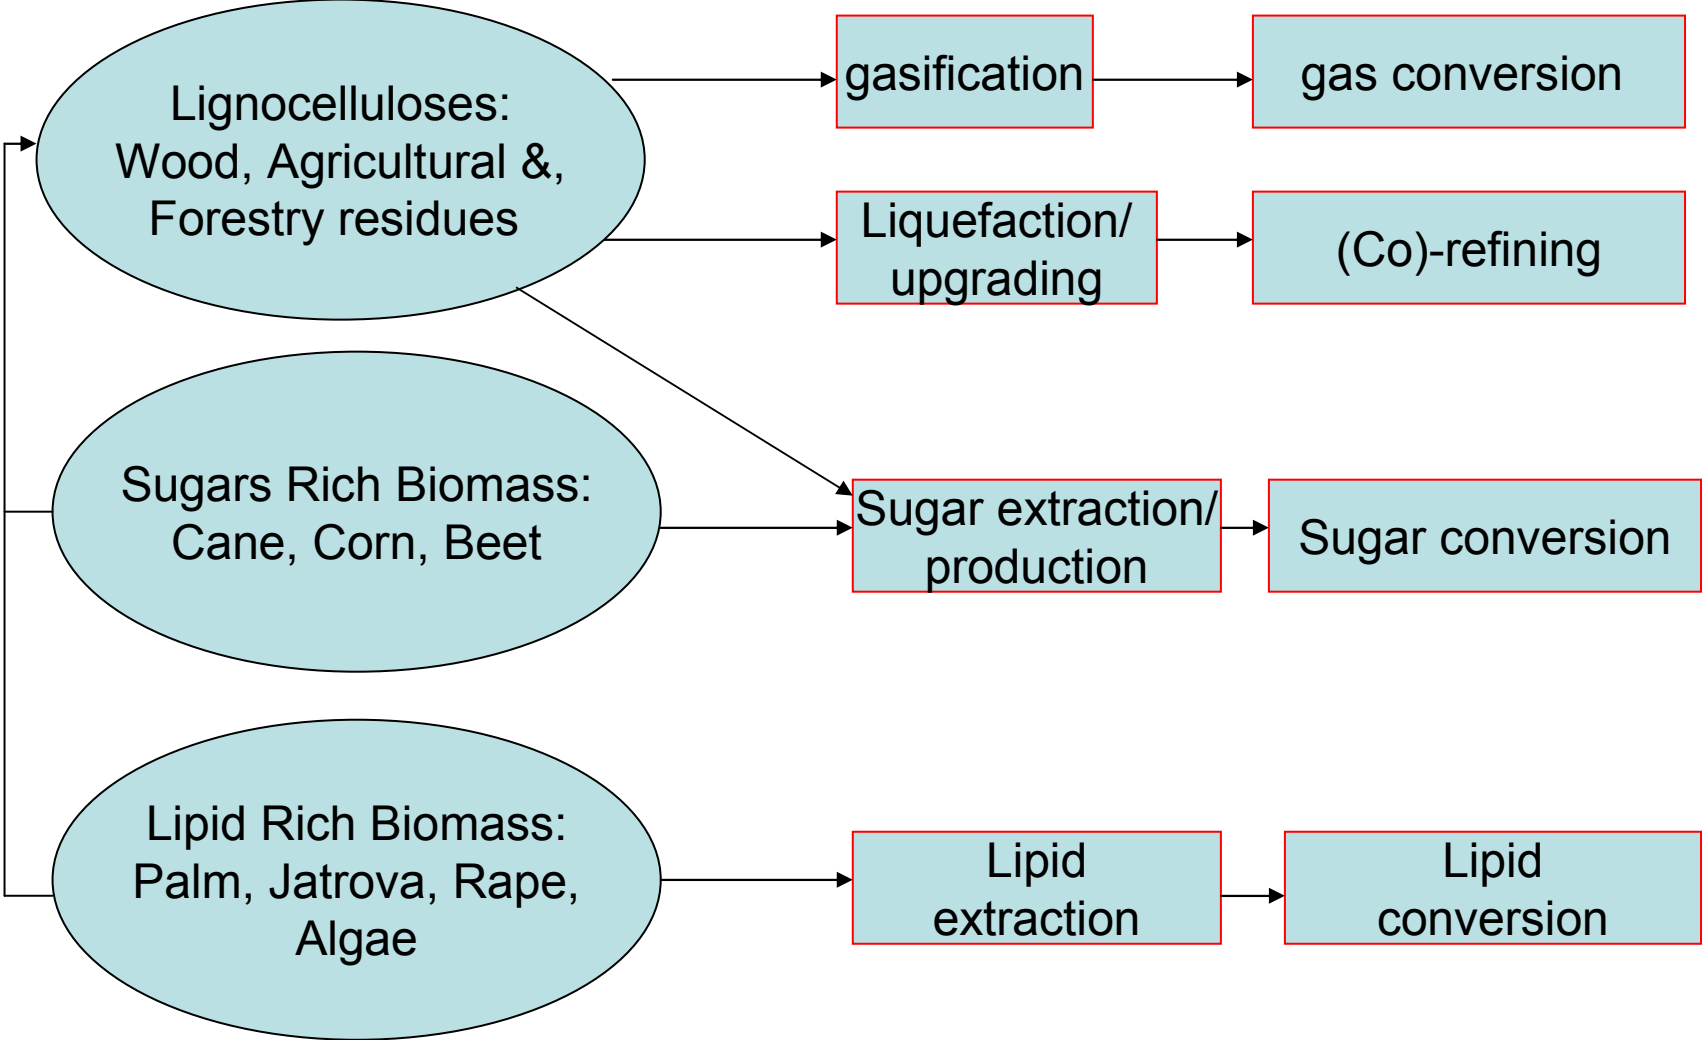 Lignocelluloses:
Wood, Agricultural &,
Forestry residues
gasification
gas conversion
Liquefaction/
upgrading
(Co)-refining
Sugars Rich Biomass:
Cane, Corn, Beet
Sugar extraction/
production
Sugar conversion
Lipid Rich Biomass:
Palm, Jatrova, Rape,
Algae
Lipid
extraction
Lipid
conversion